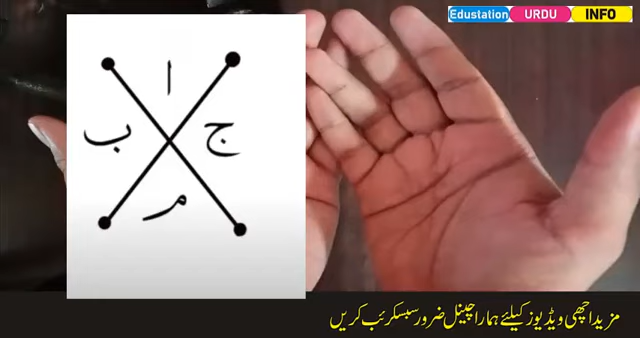 Edustation URDU INFO
ا
ب ج
م
مزید اچھی ویڈیوز کیلئے ہمارا چینل ضرور سبسکرائب کریں